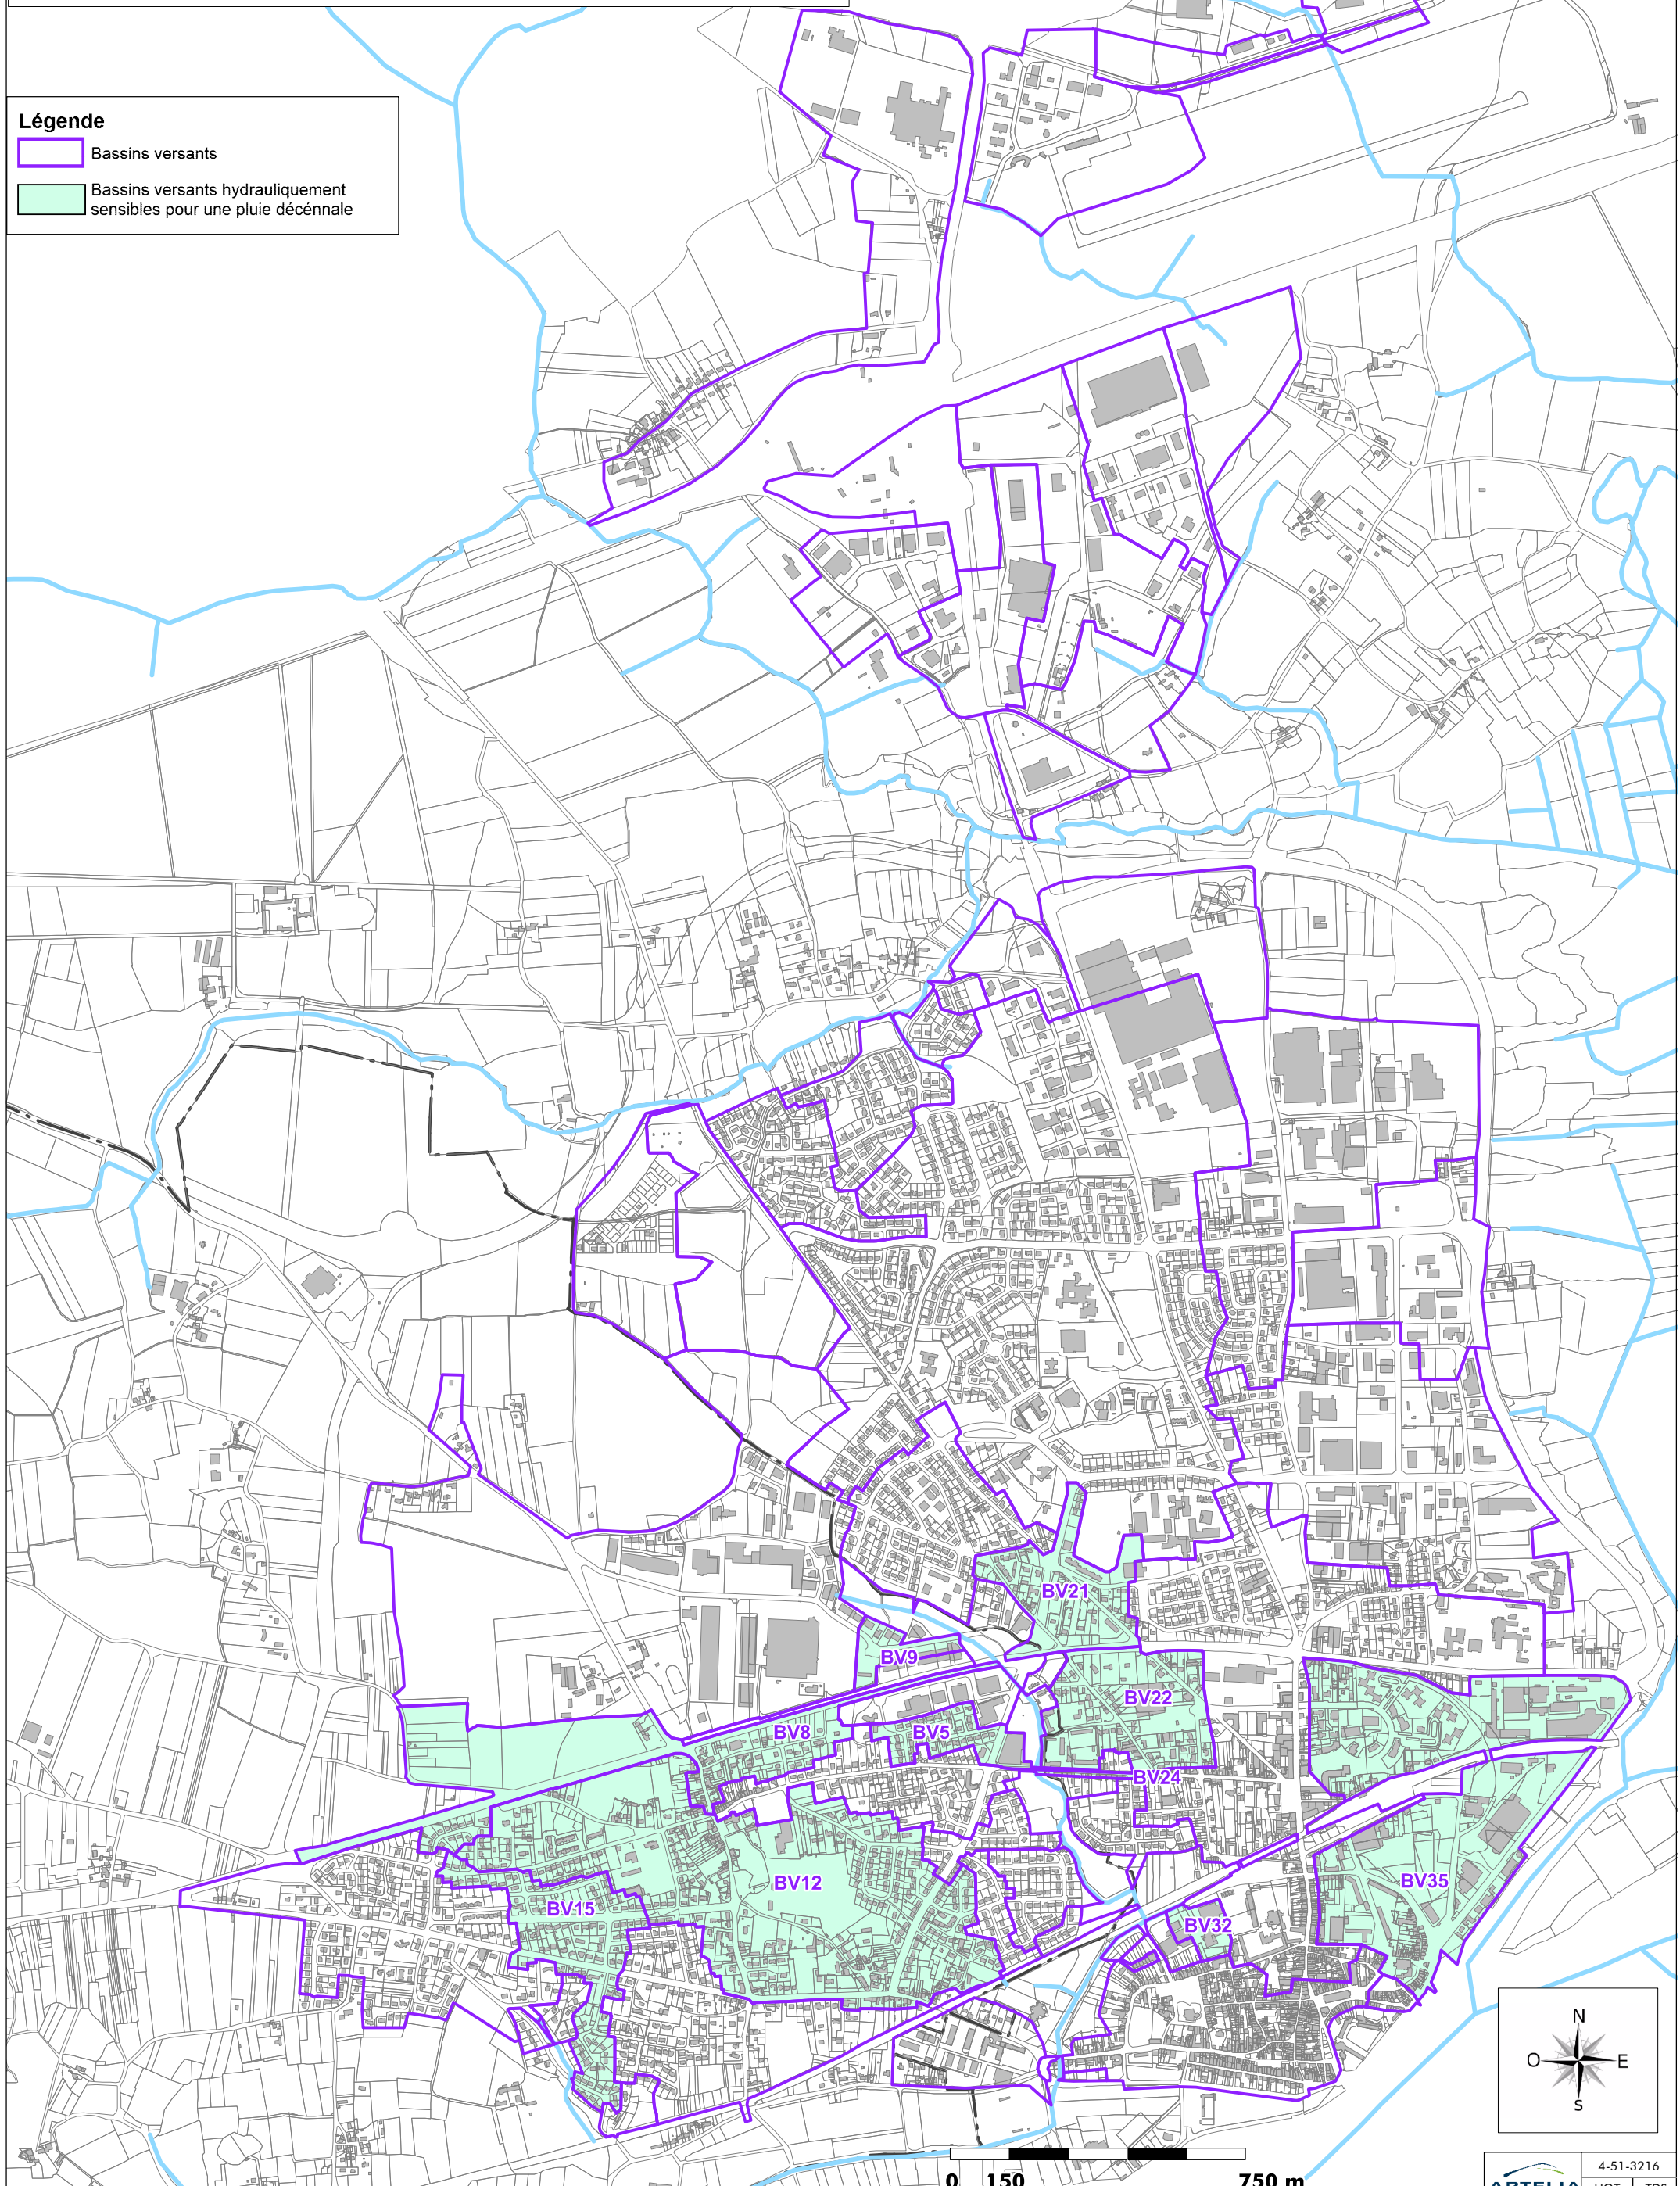 Légende
Bassins versants
Bassins versants hydrauliquement
sensibles pour une pluie décénnale
BV21
BV9
BV22
BV8
BV5
BV24
BV12
BV35
BV15
BV32
N
O
E
S
0 150 750 m
4-51-3216
ARTELIA